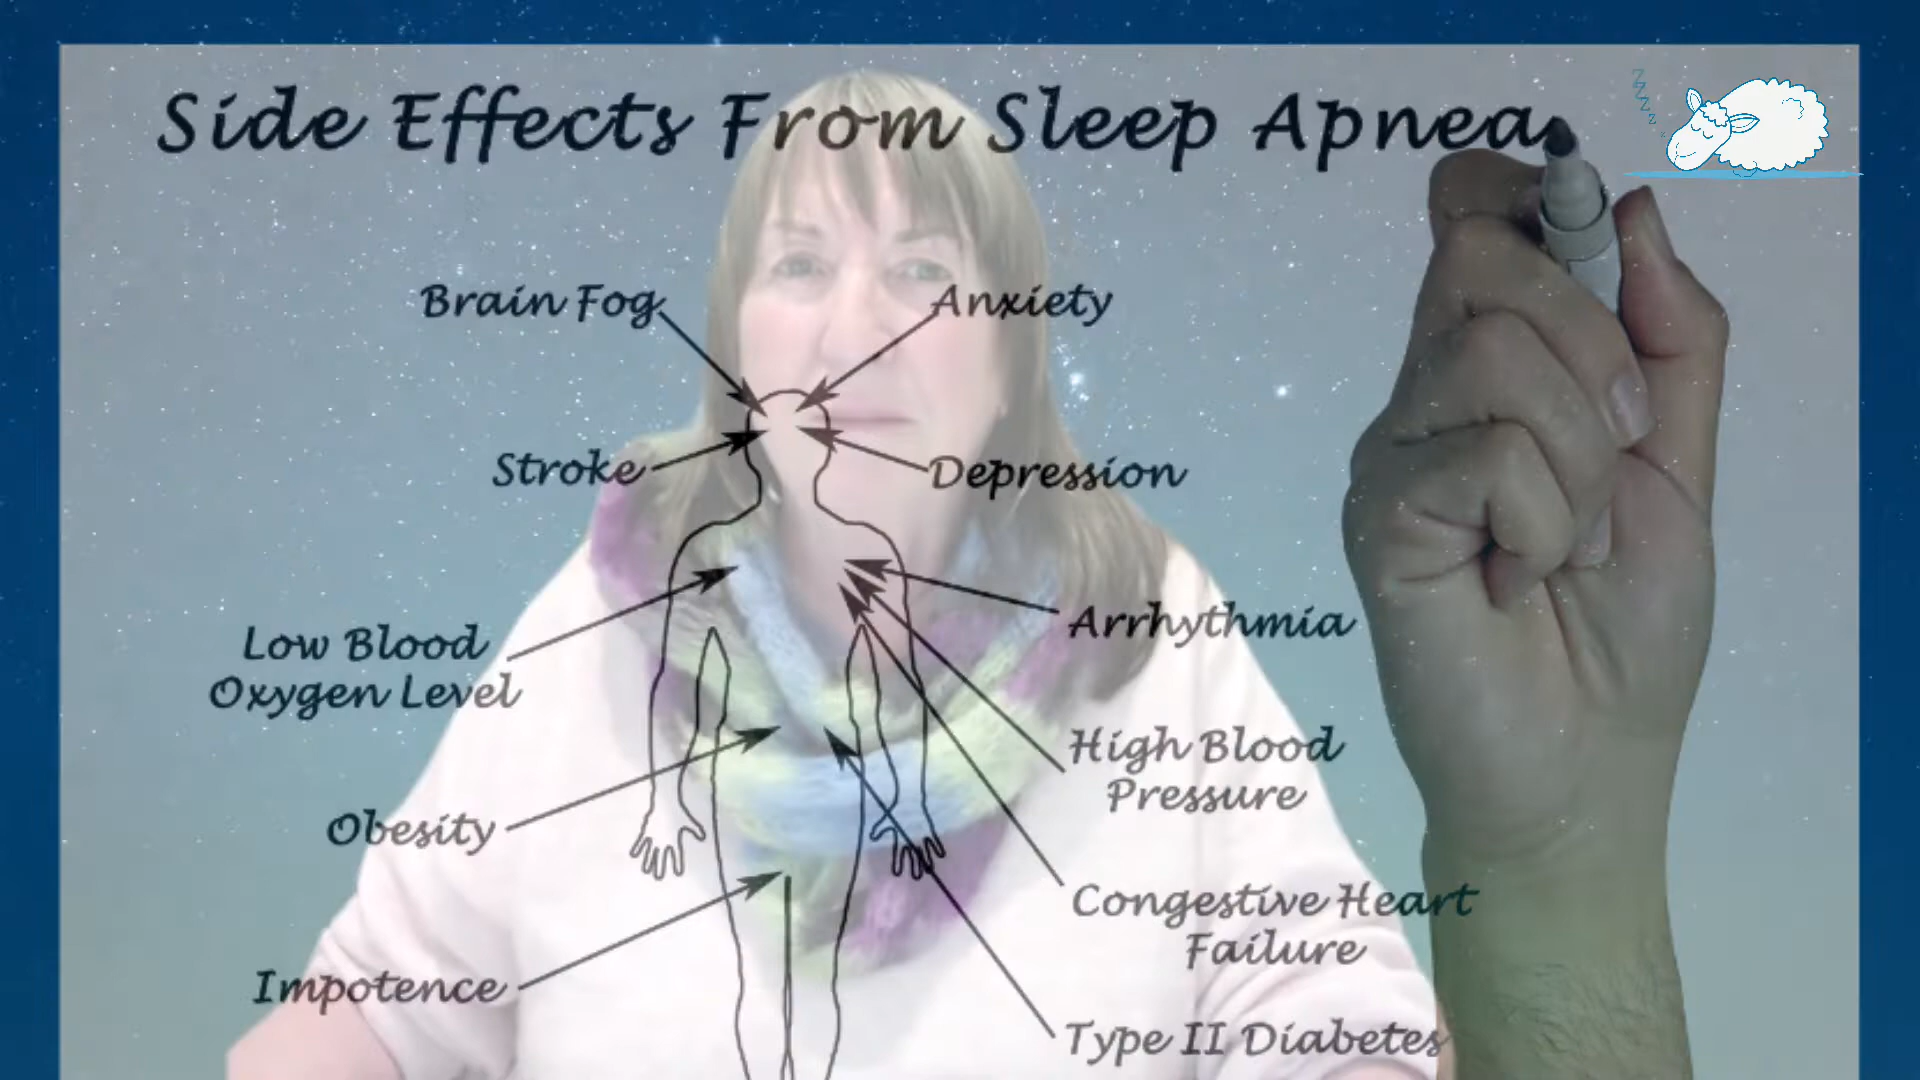 Side Effects From Sleep Apnea
Brain Fog
Anxiety
Stroke
Depression
Low Blood
Oxygen Level
Arrhythmia
High Blood
Pressure
Obesity
Congestive Heart
Failure
Impotence
Type II Diabetes
zzzzz